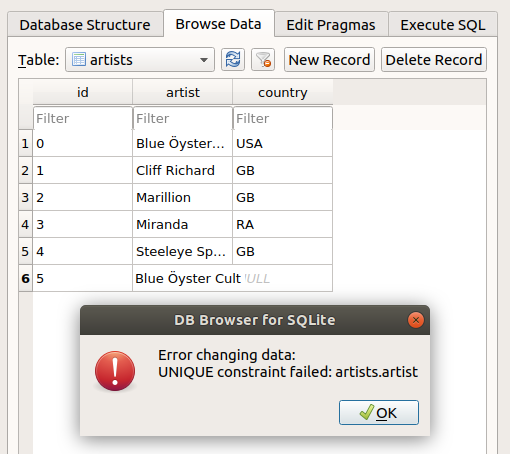 Database Structure Browse Data Edit Pragmas Execute SQL
Table: artists New Record Delete Record
id artist country
Filter Filter Filter
1 0 Blue Öyster... USA
2 1 Cliff Richard GB
3 2 Marillion GB
4 3 Miranda RA
5 4 Steeleye Sp... GB
6 5 Blue Öyster Cult
DB Browser for SQLite
Error changing data:
UNIQUE constraint failed: artists.artist
OK